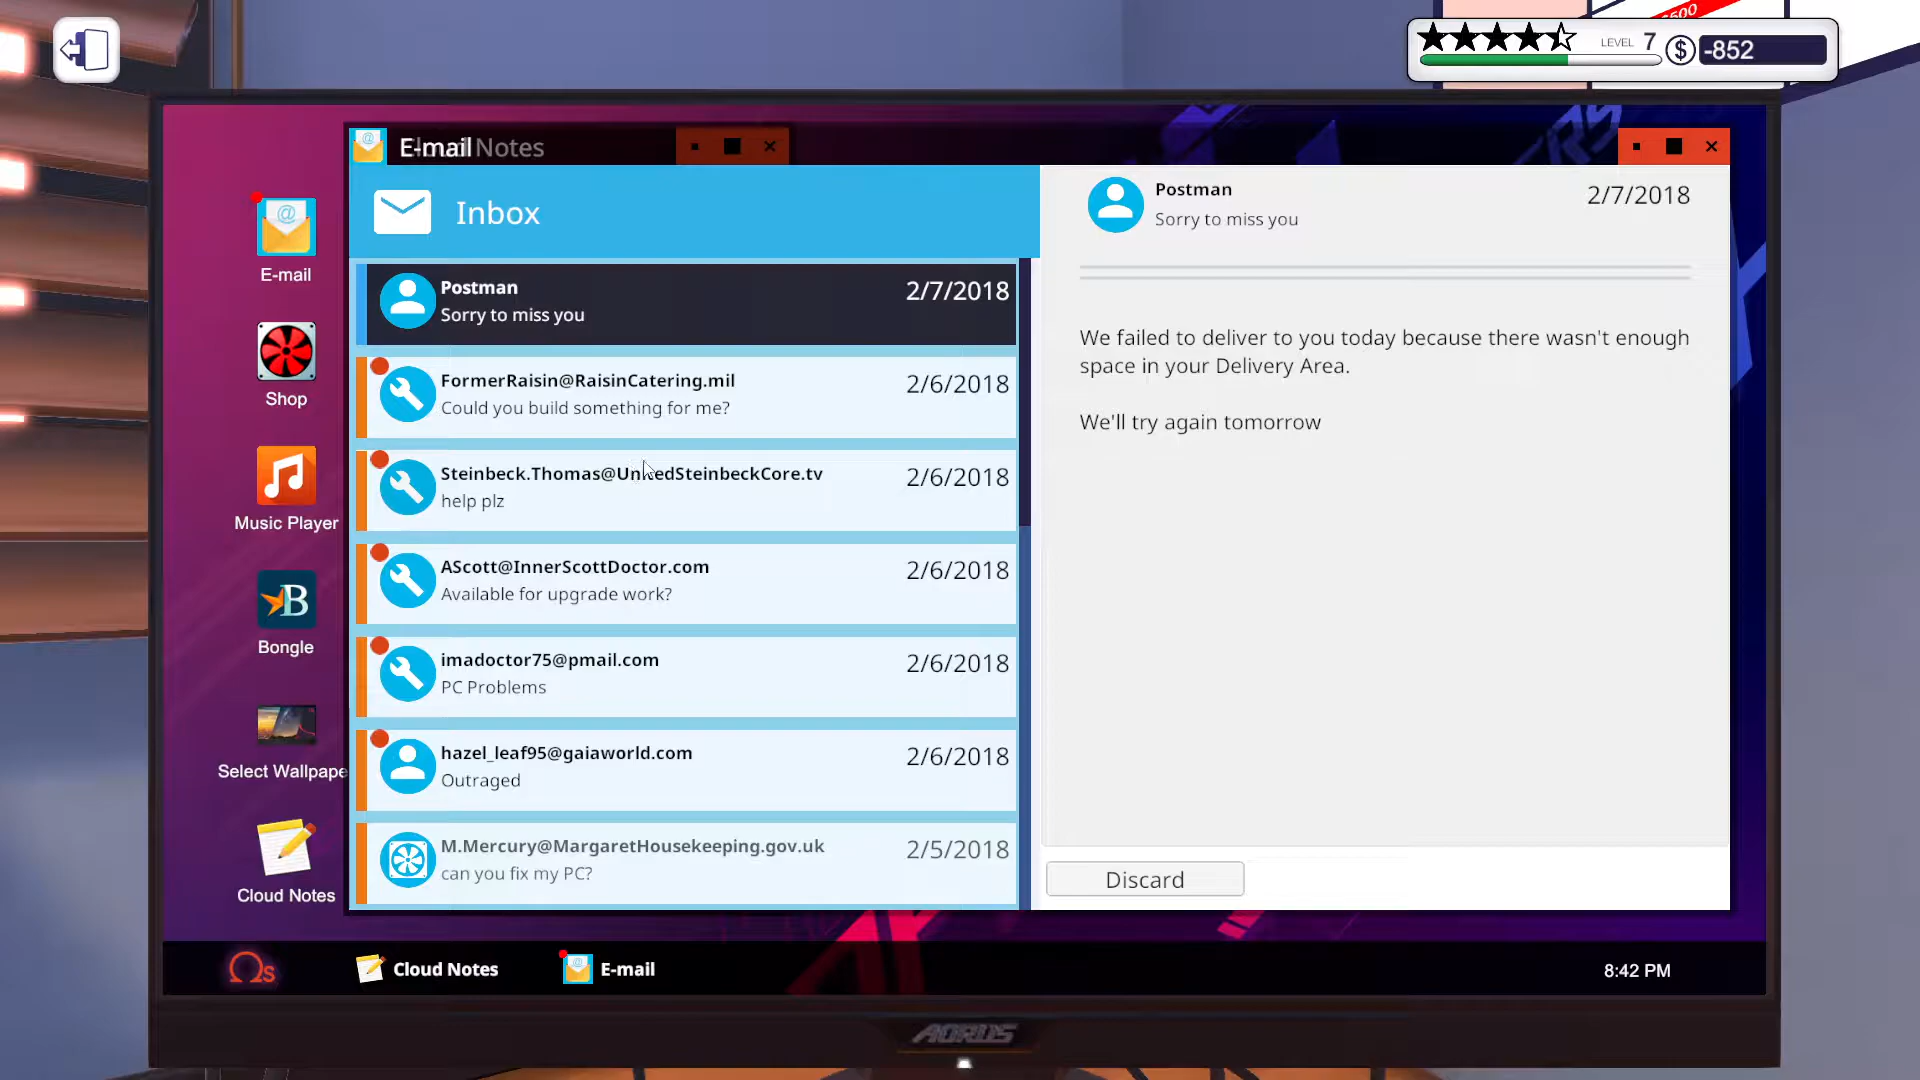 $500
LEVEL 7
$ -852
E-mail
Notes
Inbox
Postman
2/7/2018
Sorry to miss you
FormerRaisin@RaisinCatering.mil
2/6/2018
Could you build something for me?
Steinbeck.Thomas@UnitedSteinbeckCore.tv
2/6/2018
help plz
AScott@InnerScottDoctor.com
2/6/2018
Available for upgrade work?
imadoctor75@pmail.com
2/6/2018
PC Problems
hazel_leaf95@gaiaworld.com
2/6/2018
Outraged
M.Mercury@MargaretHousekeeping.gov.uk
2/5/2018
can you fix my PC?
Postman
2/7/2018
Sorry to miss you
We failed to deliver to you today because there wasn't enough
space in your Delivery Area.
We'll try again tomorrow
Discard
E-mail
Shop
Music Player
B
Bongle
Select Wallpape
Cloud Notes
Ωs
Cloud Notes
E-mail
8:42 PM
AORUS